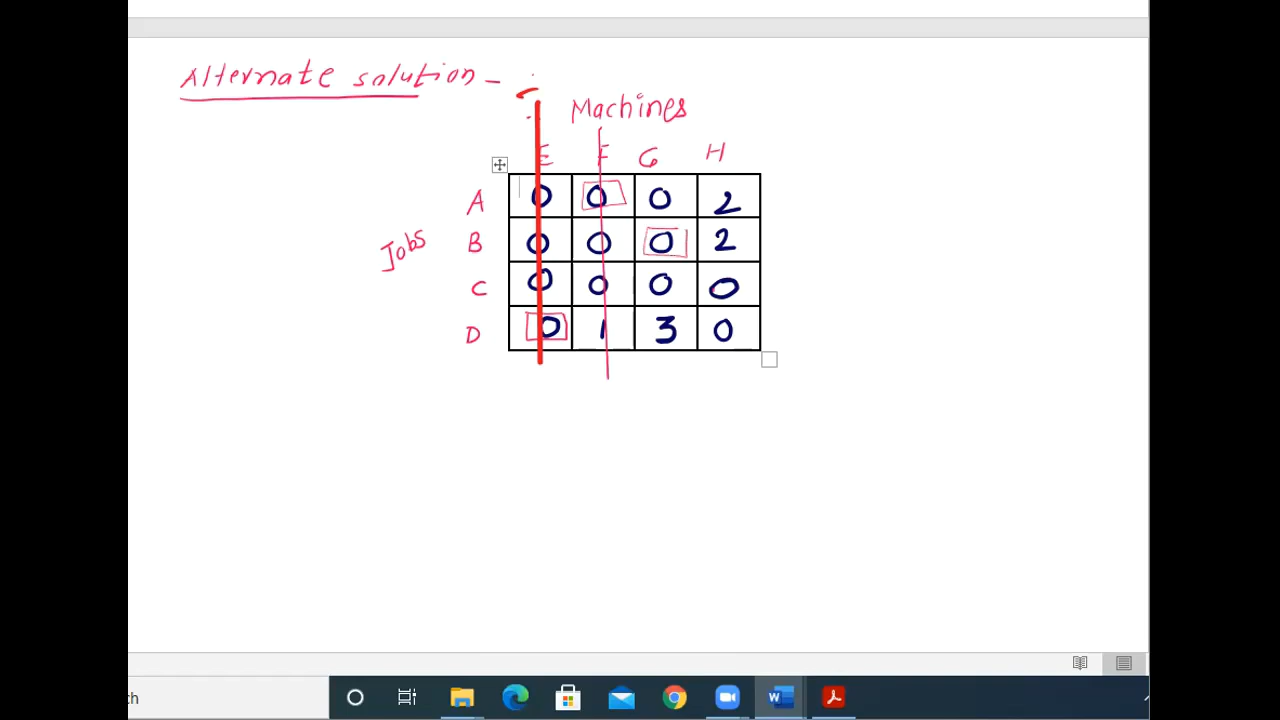 Alternate solution -
Machines
E F G H
A 0 0 0 2
Jobs B 0 0 0 2
C 0 0 0 0
D 0 1 3 0
ch